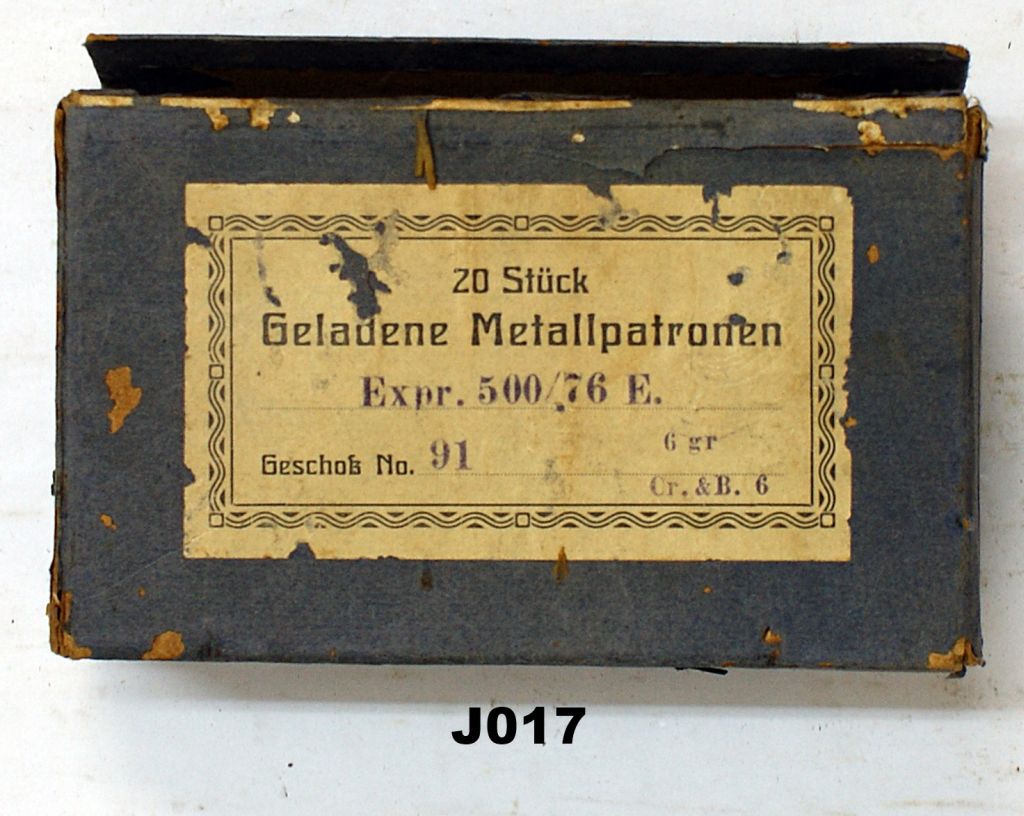 20 Stück
Geladene Metallpatronen
Expr. 500/76 E.
Geschoß No. 91
6 gr
Cr. & B. 6
J017